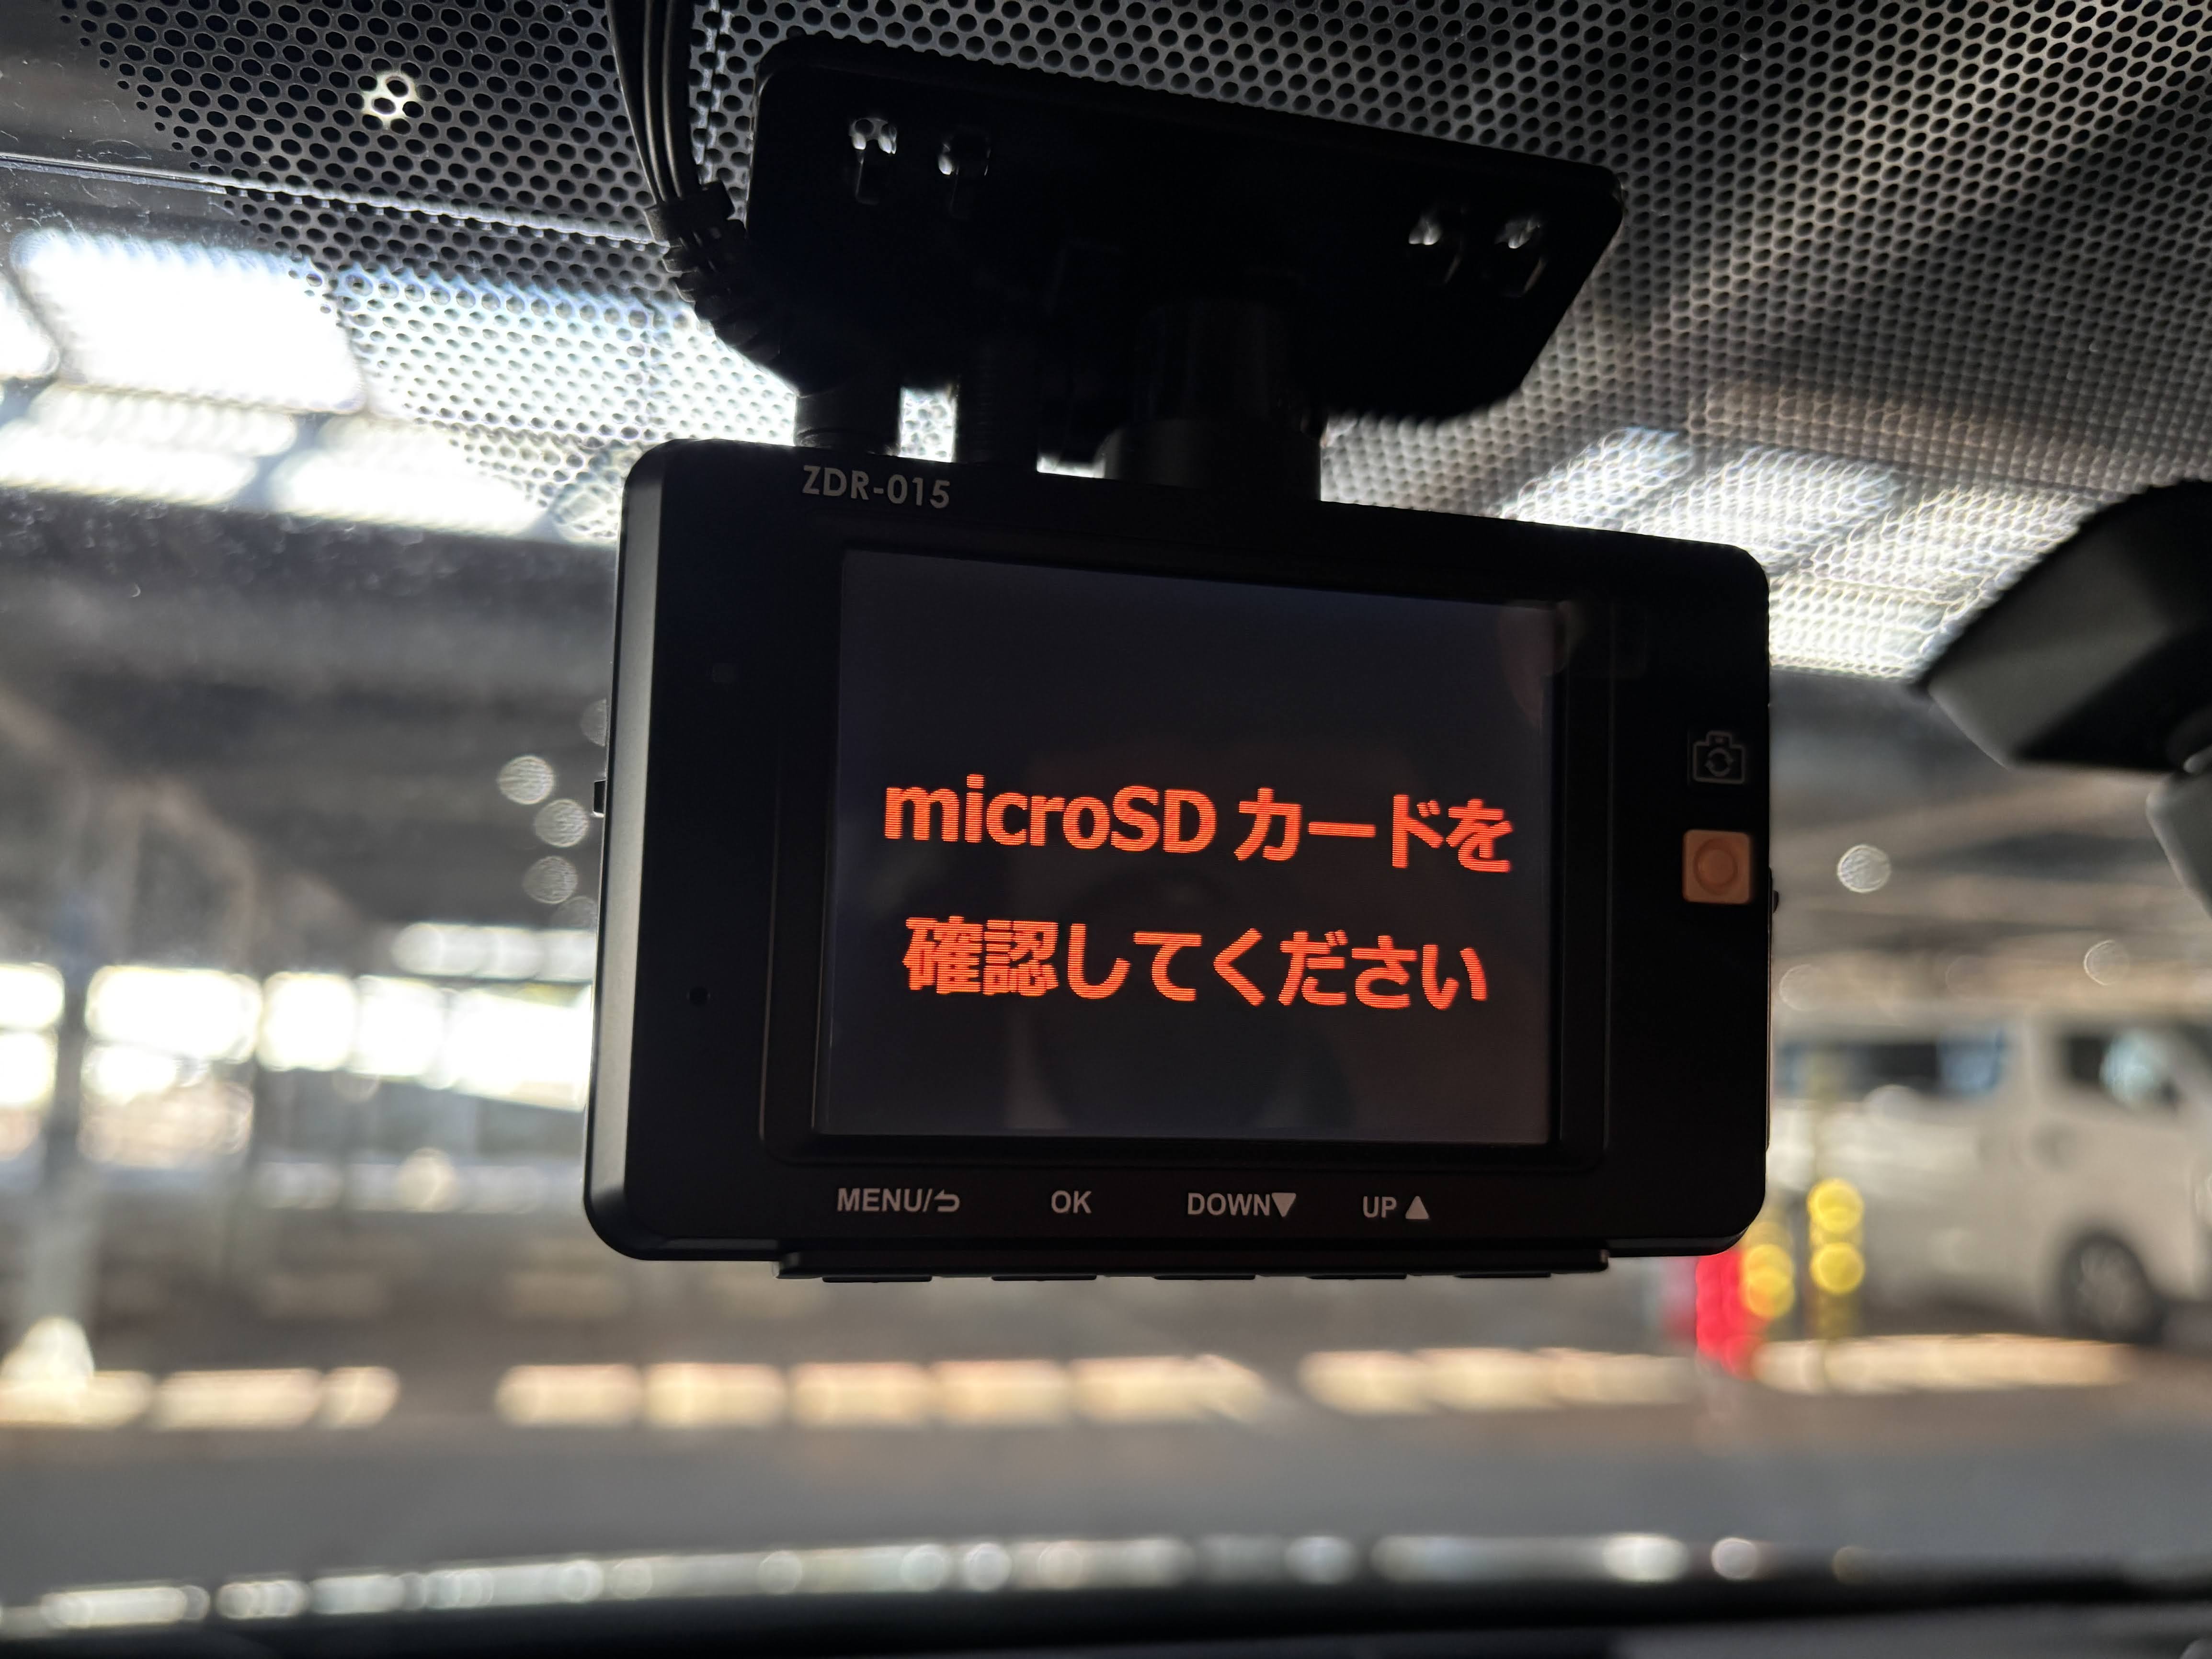 ZDR-015
microSD カードを
確認してください
MENU/⮌ OK DOWN▼ UP ▲